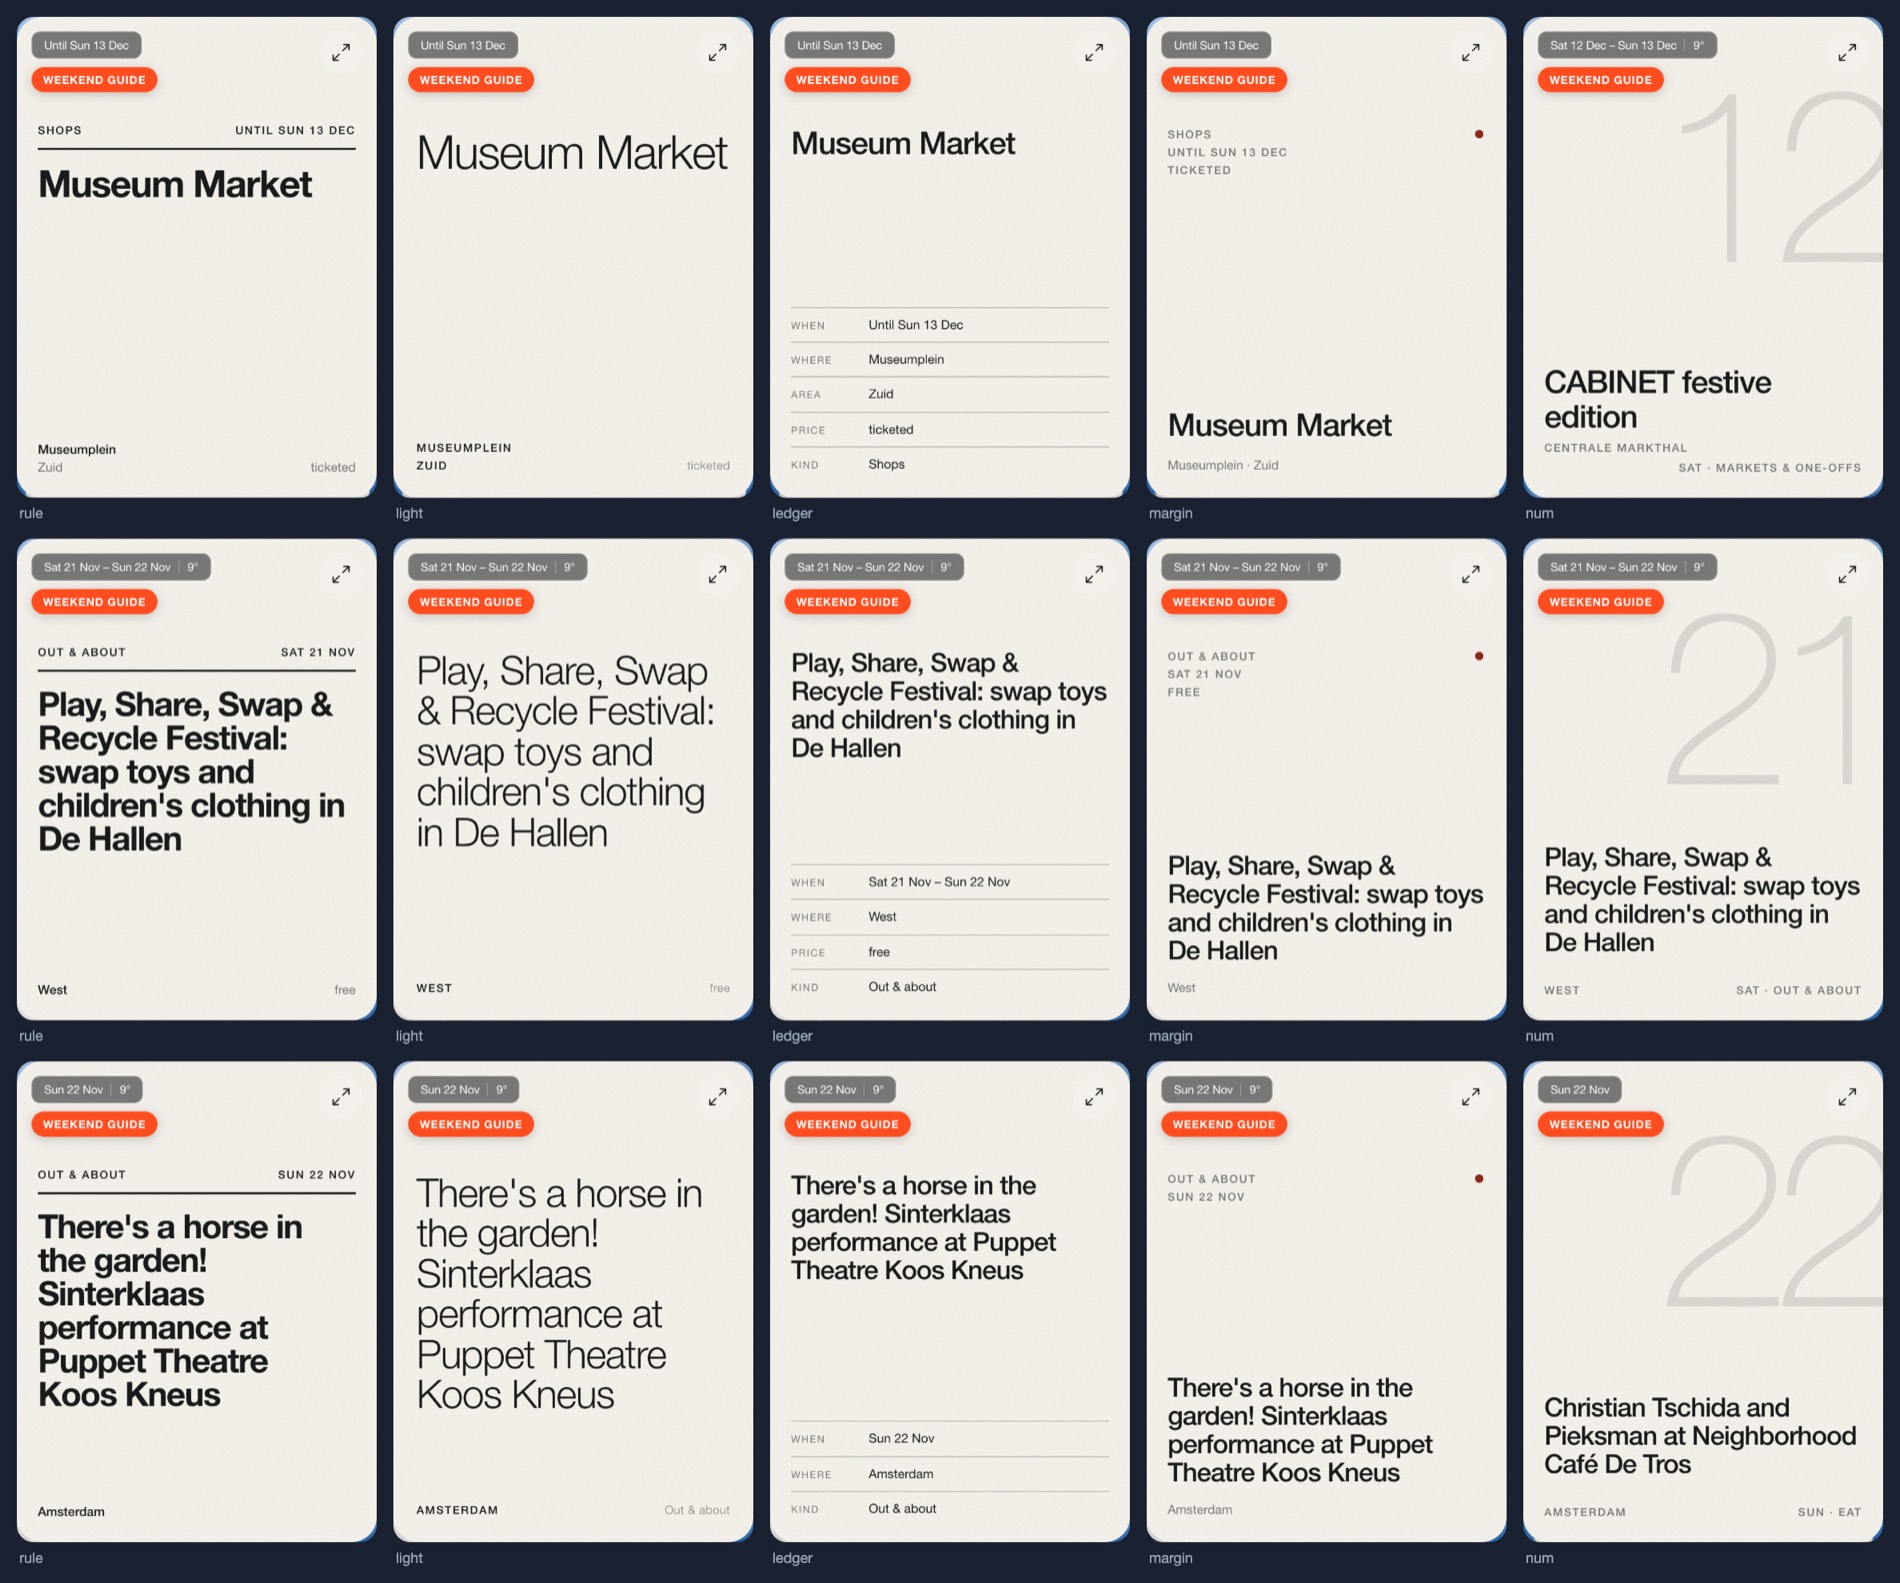 Until Sun 13 Dec
WEEKEND GUIDE
SHOPS UNTIL SUN 13 DEC
Museum Market
Museumplein
Zuid ticketed
rule
Until Sun 13 Dec
WEEKEND GUIDE
Museum Market
MUSEUMPLEIN
ZUID ticketed
light
Until Sun 13 Dec
WEEKEND GUIDE
Museum Market
WHEN Until Sun 13 Dec
WHERE Museumplein
AREA Zuid
PRICE ticketed
KIND Shops
ledger
Until Sun 13 Dec
WEEKEND GUIDE
SHOPS
UNTIL SUN 13 DEC
TICKETED
Museum Market
Museumplein · Zuid
margin
Sat 12 Dec – Sun 13 Dec 9°
WEEKEND GUIDE
12
CABINET festive
edition
CENTRALE MARKTHAL
SAT · MARKETS & ONE-OFFS
num
Sat 21 Nov – Sun 22 Nov 9°
WEEKEND GUIDE
OUT & ABOUT SAT 21 NOV
Play, Share, Swap &
Recycle Festival:
swap toys and
children's clothing in
De Hallen
West free
rule
Sat 21 Nov – Sun 22 Nov 9°
WEEKEND GUIDE
Play, Share, Swap
& Recycle Festival:
swap toys and
children's clothing
in De Hallen
WEST free
light
Sat 21 Nov – Sun 22 Nov 9°
WEEKEND GUIDE
Play, Share, Swap &
Recycle Festival: swap toys
and children's clothing in
De Hallen
WHEN Sat 21 Nov – Sun 22 Nov
WHERE West
PRICE free
KIND Out & about
ledger
Sat 21 Nov – Sun 22 Nov 9°
WEEKEND GUIDE
OUT & ABOUT
SAT 21 NOV
FREE
Play, Share, Swap &
Recycle Festival: swap toys
and children's clothing in
De Hallen
West
margin
Sat 21 Nov – Sun 22 Nov 9°
WEEKEND GUIDE
21
Play, Share, Swap &
Recycle Festival: swap toys
and children's clothing in
De Hallen
WEST SAT · OUT & ABOUT
num
Sun 22 Nov 9°
WEEKEND GUIDE
OUT & ABOUT SUN 22 NOV
There's a horse in
the garden!
Sinterklaas
performance at
Puppet Theatre
Koos Kneus
Amsterdam
rule
Sun 22 Nov 9°
WEEKEND GUIDE
There's a horse in
the garden!
Sinterklaas
performance at
Puppet Theatre
Koos Kneus
AMSTERDAM Out & about
light
Sun 22 Nov 9°
WEEKEND GUIDE
There's a horse in the
garden! Sinterklaas
performance at Puppet
Theatre Koos Kneus
WHEN Sun 22 Nov
WHERE Amsterdam
KIND Out & about
ledger
Sun 22 Nov 9°
WEEKEND GUIDE
OUT & ABOUT
SUN 22 NOV
There's a horse in the
garden! Sinterklaas
performance at Puppet
Theatre Koos Kneus
Amsterdam
margin
Sun 22 Nov
WEEKEND GUIDE
22
Christian Tschida and
Pieksman at Neighborhood
Café De Tros
AMSTERDAM SUN · EAT
num